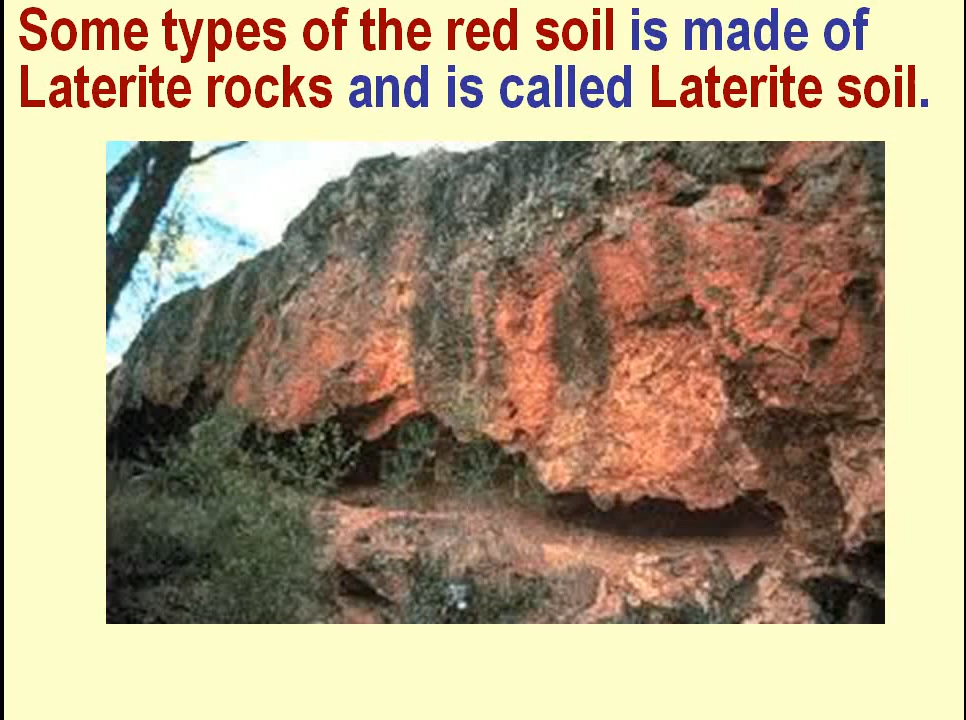 Some types of the red soil is made of
Laterite rocks and is called Laterite soil.